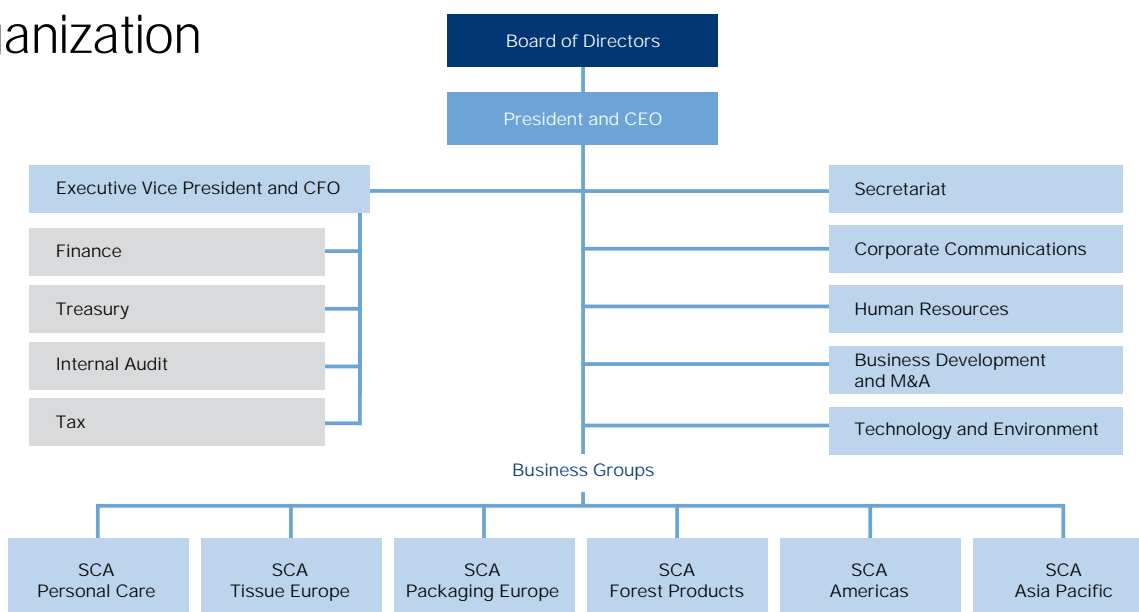 ganization
Board of Directors
President and CEO
Executive Vice President and CFO
Finance
Treasury
Internal Audit
Tax
Secretariat
Corporate Communications
Human Resources
Business Development
and M&A
Technology and Environment
Business Groups
SCA
Personal Care
SCA
Tissue Europe
SCA
Packaging Europe
SCA
Forest Products
SCA
Americas
SCA
Asia Pacific